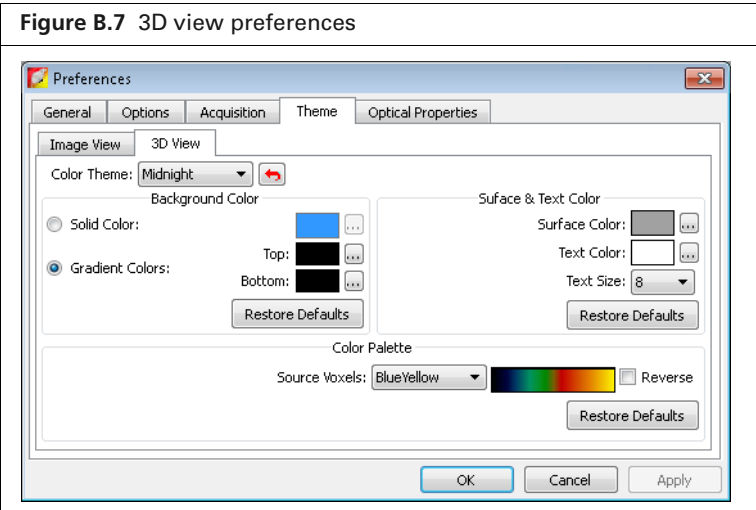 Figure B.7 3D view preferences
Preferences
General Options Acquisition Theme Optical Properties
Image View 3D View
Color Theme: Midnight
Background Color
Solid Color: ...
Gradient Colors:
Top: ...
Bottom: ...
Restore Defaults
Suface & Text Color
Surface Color: ...
Text Color: ...
Text Size: 8
Restore Defaults
Color Palette
Source Voxels: BlueYellow Reverse
Restore Defaults
OK Cancel Apply